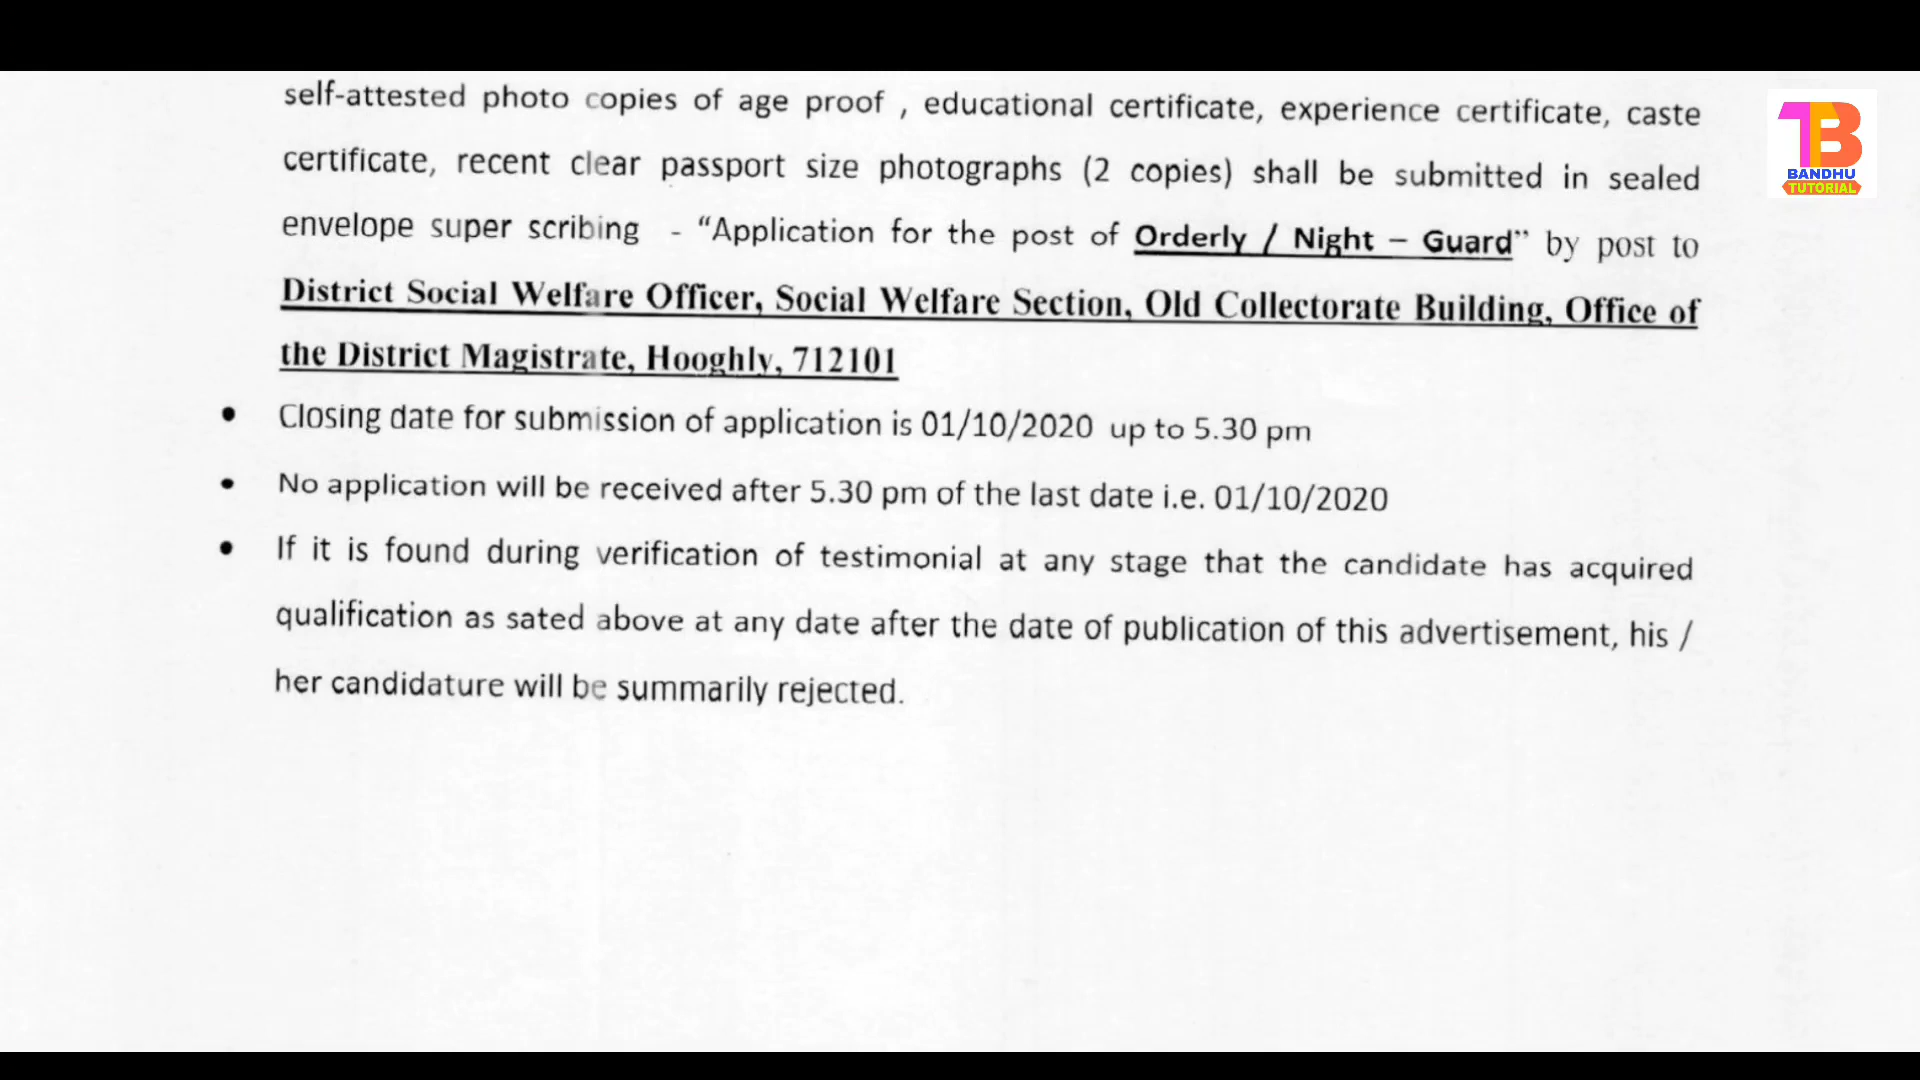 self-attested photo copies of age proof , educational certificate, experience certificate, caste
certificate, recent clear passport size photographs (2 copies) shall be submitted in sealed
envelope super scribing - “Application for the post of Orderly / Night – Guard” by post to
District Social Welfare Officer, Social Welfare Section, Old Collectorate Building, Office of
the District Magistrate, Hooghly, 712101
• Closing date for submission of application is 01/10/2020 up to 5.30 pm
• No application will be received after 5.30 pm of the last date i.e. 01/10/2020
• If it is found during verification of testimonial at any stage that the candidate has acquired
qualification as sated above at any date after the date of publication of this advertisement, his /
her candidature will be summarily rejected.
TB
BANDHU
TUTORIAL